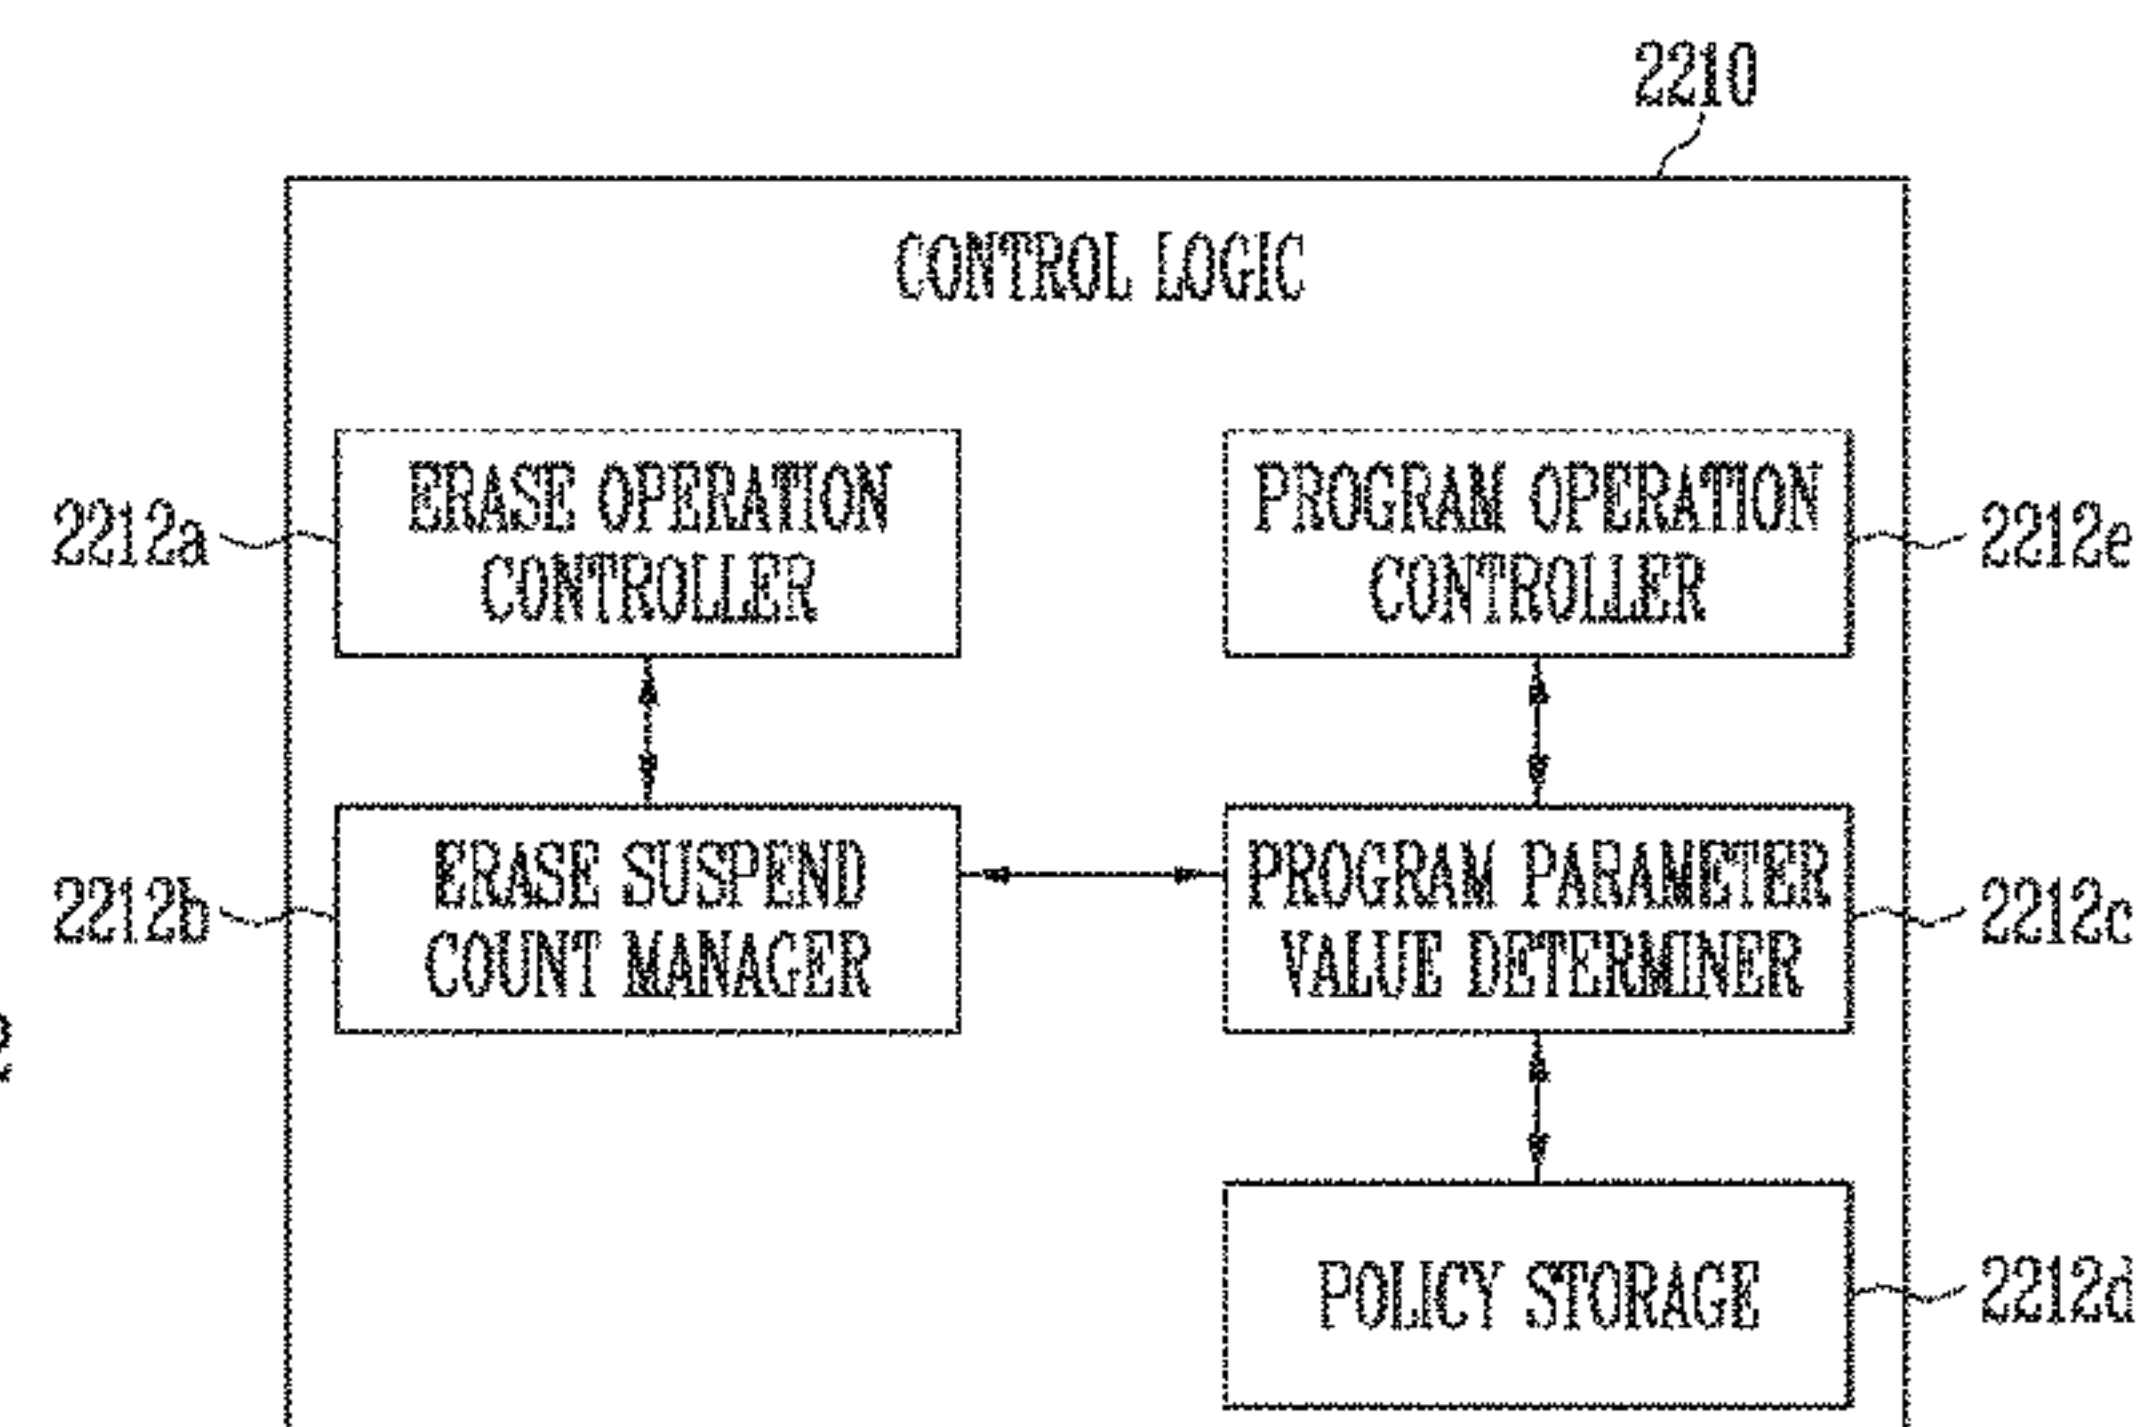 2210
CONTROL LOGIC
ERASE OPERATION
CONTROLLER
2212a
PROGRAM OPERATION
CONTROLLER
2212e
ERASE SUSPEND
COUNT MANAGER
2212b
PROGRAM PARAMETER
VALUE DETERMINER
2212c
POLICY STORAGE
2212d